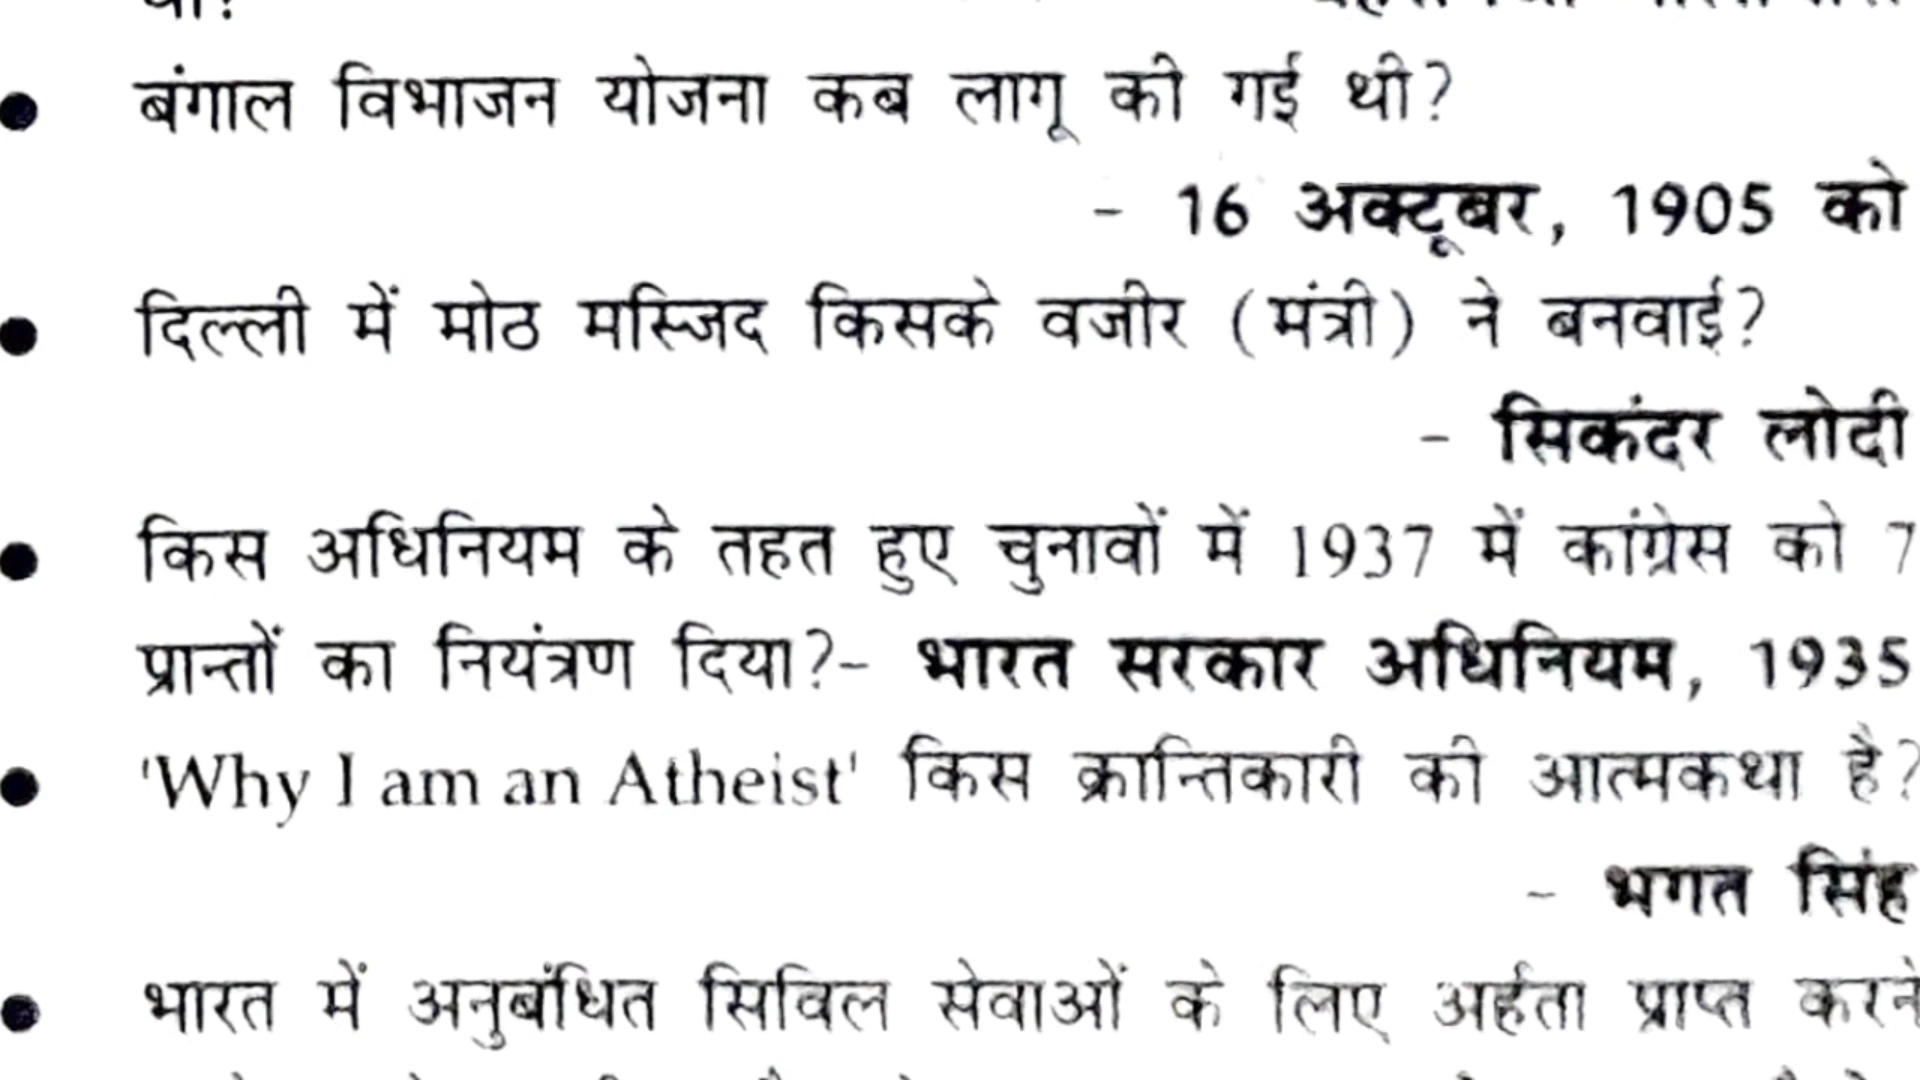 था?
• बंगाल विभाजन योजना कब लागू की गई थी?
- 16 अक्टूबर, 1905 को
• दिल्ली में मोठ मस्जिद किसके वजीर (मंत्री) ने बनवाई?
- सिकंदर लोदी
• किस अधिनियम के तहत हुए चुनावों में 1937 में कांग्रेस को 7
प्रान्तों का नियंत्रण दिया?- भारत सरकार अधिनियम, 1935
• 'Why I am an Atheist' किस क्रान्तिकारी की आत्मकथा है?
- भगत सिंह
• भारत में अनुबंधित सिविल सेवाओं के लिए अर्हता प्राप्त करने